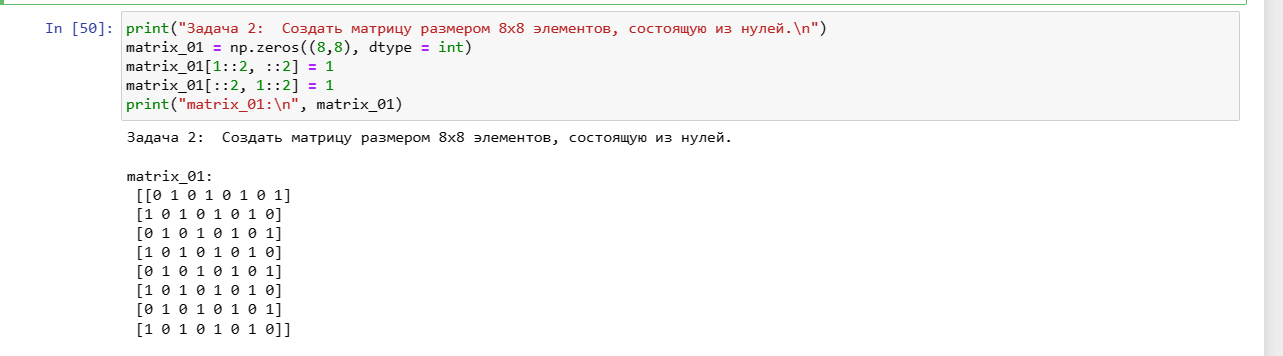 In [50]: print("Задача 2:  Создать матрицу размером 8х8 элементов, состоящую из нулей.\n")
matrix_01 = np.zeros((8,8), dtype = int)
matrix_01[1::2, ::2] = 1
matrix_01[::2, 1::2] = 1
print("matrix_01:\n", matrix_01)
Задача 2:  Создать матрицу размером 8х8 элементов, состоящую из нулей.
matrix_01:
[[0 1 0 1 0 1 0 1]
[1 0 1 0 1 0 1 0]
[0 1 0 1 0 1 0 1]
[1 0 1 0 1 0 1 0]
[0 1 0 1 0 1 0 1]
[1 0 1 0 1 0 1 0]
[0 1 0 1 0 1 0 1]
[1 0 1 0 1 0 1 0]]